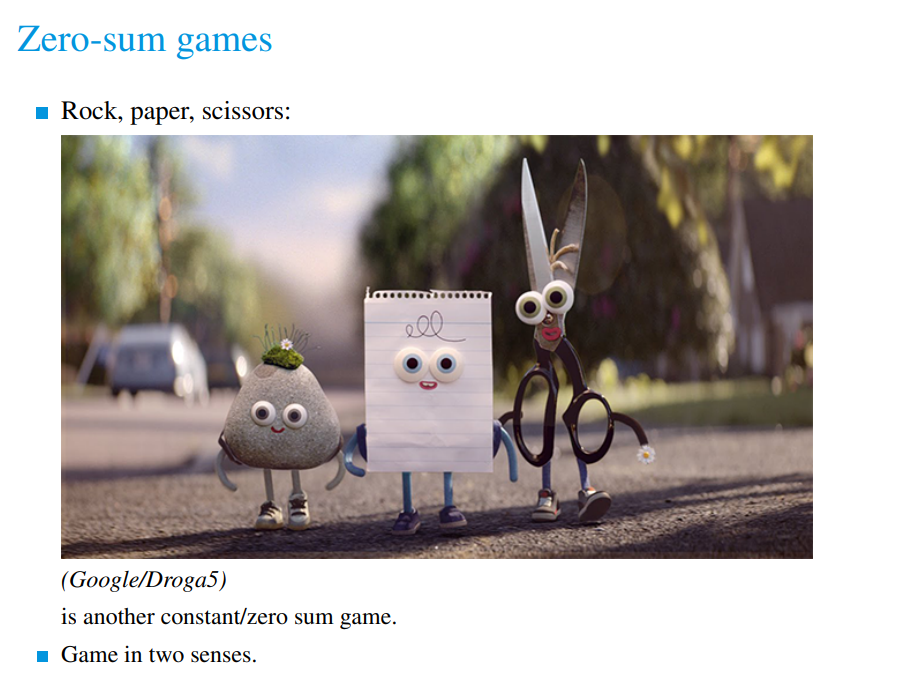 Zero-sum games
Rock, paper, scissors:
(Google/Droga5)
is another constant/zero sum game.
Game in two senses.